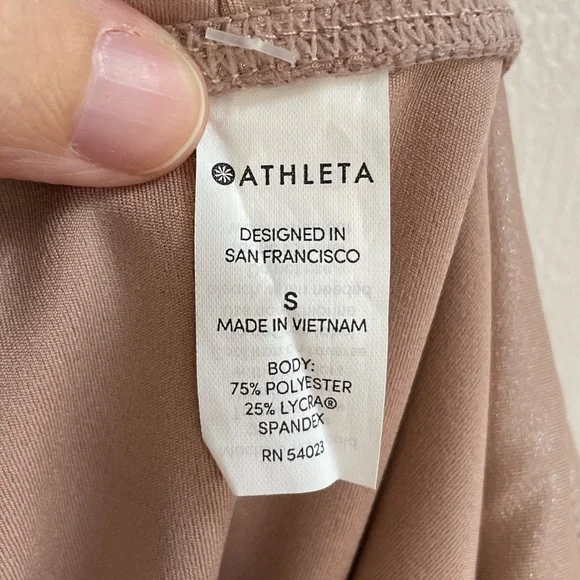 ATHLETA
DESIGNED IN
SAN FRANCISCO
S
MADE IN VIETNAM
BODY:
75% POLYESTER
25% LYCRA®
SPANDEX
RN 54023